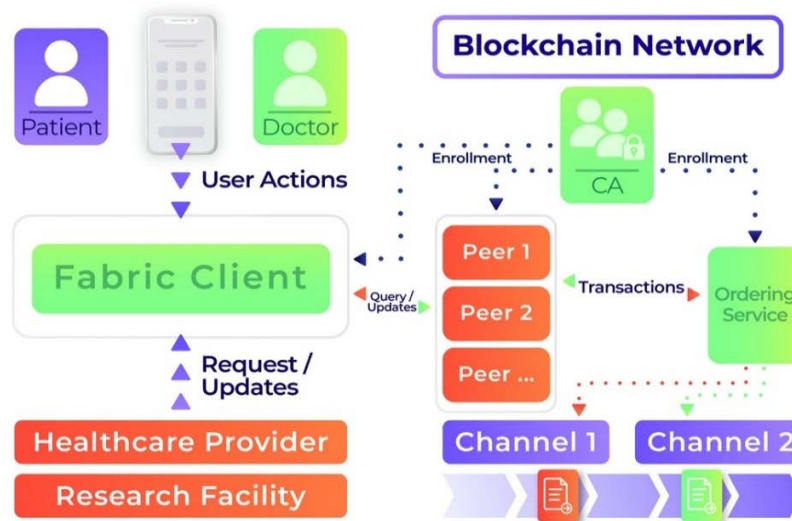 Blockchain Network
Patient
Doctor
User Actions
Enrollment
Enrollment
CA
Fabric Client
Query /
Updates
Peer 1
Peer 2
Peer ...
Transactions
Ordering
Service
Request /
Updates
Healthcare Provider
Research Facility
Channel 1
Channel 2